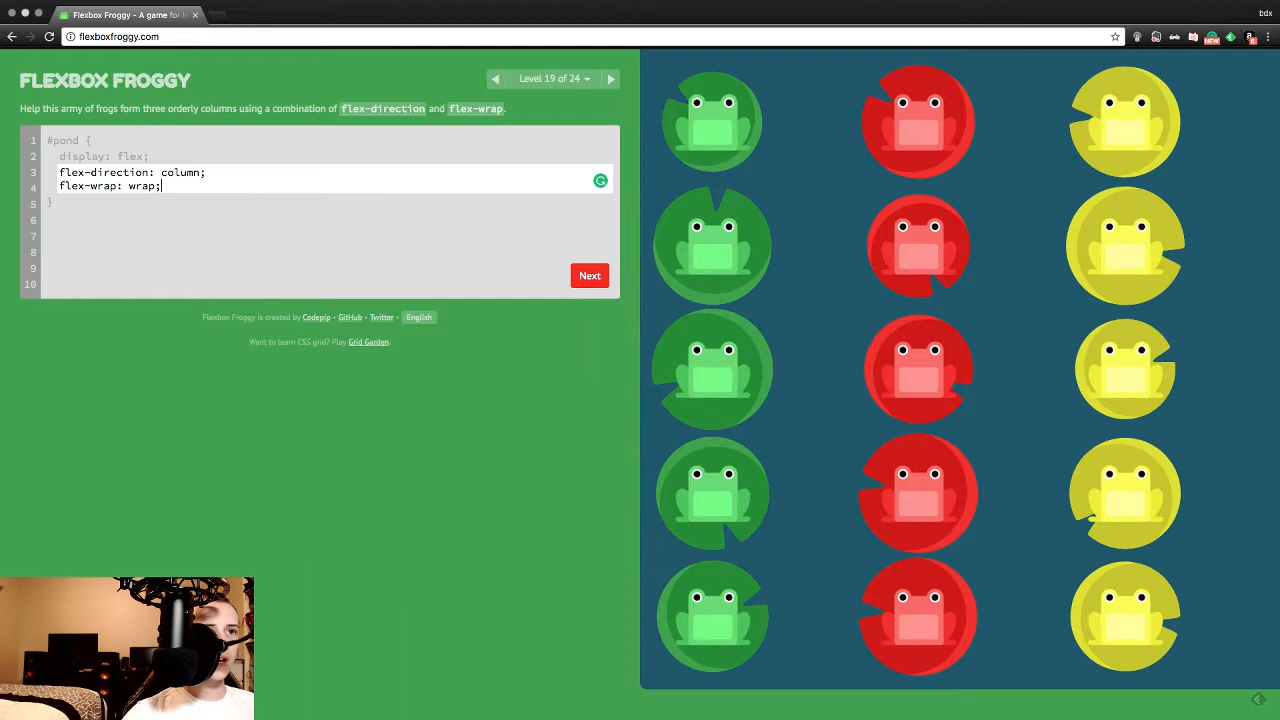 Flexbox Froggy - A game for le
bdx
flexboxfroggy.com
NEW
FLEXBOX FROGGY
Level 19 of 24
Help this army of frogs form three orderly columns using a combination of flex-direction and flex-wrap.
1 #pond {
2 display: flex;
3 flex-direction: column;
4 flex-wrap: wrap;
5 }
6
7
8
9
10
Next
Flexbox Froggy is created by Codepip - GitHub - Twitter - English
Want to learn CSS grid? Play Grid Garden.